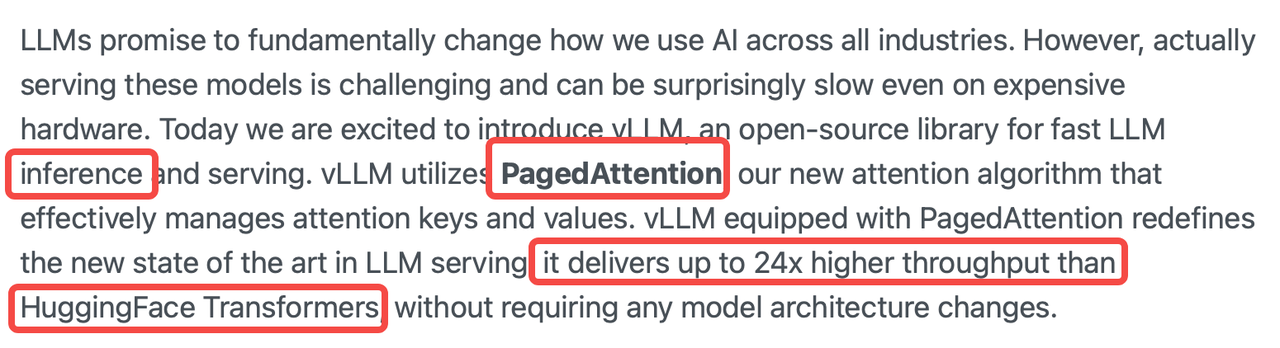 LLMs promise to fundamentally change how we use AI across all industries. However, actually
serving these models is challenging and can be surprisingly slow even on expensive
hardware. Today we are excited to introduce vLLM, an open-source library for fast LLM
inference and serving. vLLM utilizes PagedAttention, our new attention algorithm that
effectively manages attention keys and values. vLLM equipped with PagedAttention redefines
the new state of the art in LLM serving: it delivers up to 24x higher throughput than
HuggingFace Transformers, without requiring any model architecture changes.